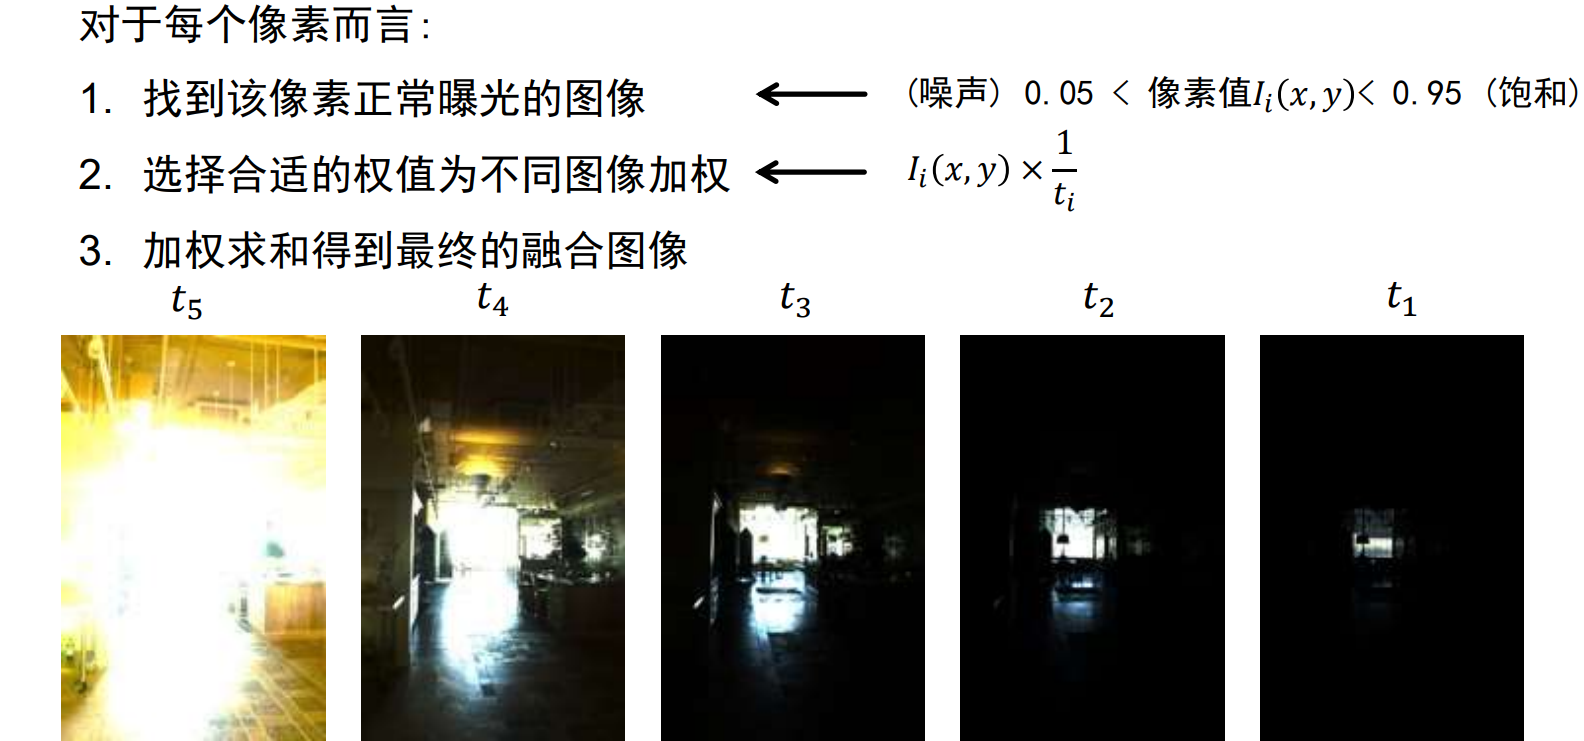 对于每个像素而言:
1. 找到该像素正常曝光的图像 ← (噪声) 0.05 < 像素值I_i(x,y)< 0.95 (饱和)
2. 选择合适的权值为不同图像加权 ← I_i(x,y) × 1/t_i
3. 加权求和得到最终的融合图像
t_5 t_4 t_3 t_2 t_1